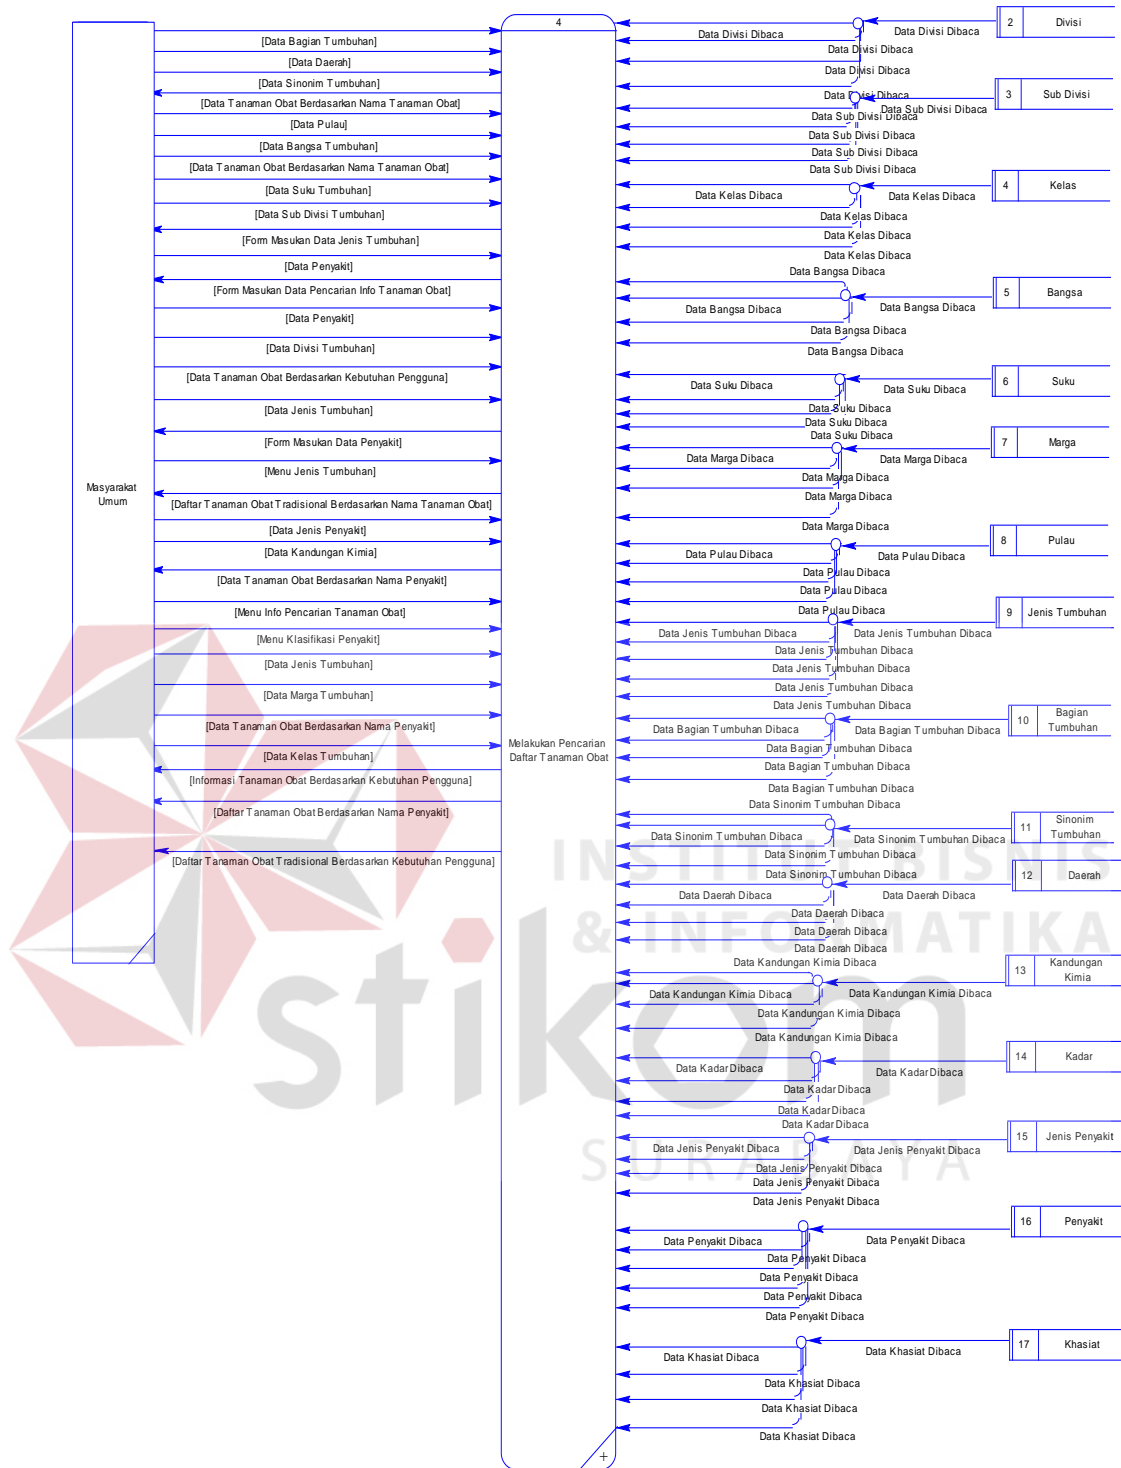 Masyarakat
Umum
[Data Bagian Tumbuhan]
[Data Daerah]
[Data Sinonim Tumbuhan]
[Data Tanaman Obat Berdasarkan Nama Tanaman Obat]
[Data Pulau]
[Data Bangsa Tumbuhan]
[Data Tanaman Obat Berdasarkan Nama Tanaman Obat]
[Data Suku Tumbuhan]
[Data Sub Divisi Tumbuhan]
[Form Masukan Data Jenis Tumbuhan]
[Data Penyakit]
[Form Masukan Data Pencarian Info Tanaman Obat]
[Data Penyakit]
[Data Divisi Tumbuhan]
[Data Tanaman Obat Berdasarkan Kebutuhan Pengguna]
[Data Jenis Tumbuhan]
[Form Masukan Data Penyakit]
[Menu Jenis Tumbuhan]
[Daftar Tanaman Obat Tradisional Berdasarkan Nama Tanaman Obat]
[Data Jenis Penyakit]
[Data Kandungan Kimia]
[Data Tanaman Obat Berdasarkan Nama Penyakit]
[Menu Info Pencarian Tanaman Obat]
[Menu Klasifikasi Penyakit]
[Data Jenis Tumbuhan]
[Data Marga Tumbuhan]
[Data Tanaman Obat Berdasarkan Nama Penyakit]
[Data Kelas Tumbuhan]
[Informasi Tanaman Obat Berdasarkan Kebutuhan Pengguna]
[Daftar Tanaman Obat Berdasarkan Nama Penyakit]
[Daftar Tanaman Obat Tradisional Berdasarkan Kebutuhan Pengguna]
4
Melakukan Pencarian
Daftar Tanaman Obat
+
2 Divisi
Data Divisi Dibaca
Data Divisi Dibaca
Data Divisi Dibaca
Data Divisi Dibaca
Data Divisi Dibaca
3 Sub Divisi
Data Sub Divisi Dibaca
Data Sub Divisi Dibaca
Data Sub Divisi Dibaca
Data Sub Divisi Dibaca
Data Sub Divisi Dibaca
4 Kelas
Data Kelas Dibaca
Data Kelas Dibaca
Data Kelas Dibaca
Data Kelas Dibaca
Data Kelas Dibaca
5 Bangsa
Data Bangsa Dibaca
Data Bangsa Dibaca
Data Bangsa Dibaca
Data Bangsa Dibaca
Data Bangsa Dibaca
6 Suku
Data Suku Dibaca
Data Suku Dibaca
Data Suku Dibaca
Data Suku Dibaca
Data Suku Dibaca
7 Marga
Data Marga Dibaca
Data Marga Dibaca
Data Marga Dibaca
Data Marga Dibaca
Data Marga Dibaca
8 Pulau
Data Pulau Dibaca
Data Pulau Dibaca
Data Pulau Dibaca
Data Pulau Dibaca
Data Pulau Dibaca
9 Jenis Tumbuhan
Data Jenis Tumbuhan Dibaca
Data Jenis Tumbuhan Dibaca
Data Jenis Tumbuhan Dibaca
Data Jenis Tumbuhan Dibaca
Data Jenis Tumbuhan Dibaca
Data Jenis Tumbuhan Dibaca
10 Bagian
Tumbuhan
Data Bagian Tumbuhan Dibaca
Data Bagian Tumbuhan Dibaca
Data Bagian Tumbuhan Dibaca
Data Bagian Tumbuhan Dibaca
Data Bagian Tumbuhan Dibaca
11 Sinonim
Tumbuhan
Data Sinonim Tumbuhan Dibaca
Data Sinonim Tumbuhan Dibaca
Data Sinonim Tumbuhan Dibaca
Data Sinonim Tumbuhan Dibaca
Data Sinonim Tumbuhan Dibaca
12 Daerah
Data Daerah Dibaca
Data Daerah Dibaca
Data Daerah Dibaca
Data Daerah Dibaca
Data Daerah Dibaca
13 Kandungan
Kimia
Data Kandungan Kimia Dibaca
Data Kandungan Kimia Dibaca
Data Kandungan Kimia Dibaca
Data Kandungan Kimia Dibaca
Data Kandungan Kimia Dibaca
14 Kadar
Data Kadar Dibaca
Data Kadar Dibaca
Data Kadar Dibaca
Data Kadar Dibaca
Data Kadar Dibaca
15 Jenis Penyakit
Data Jenis Penyakit Dibaca
Data Jenis Penyakit Dibaca
Data Jenis Penyakit Dibaca
Data Jenis Penyakit Dibaca
Data Jenis Penyakit Dibaca
16 Penyakit
Data Penyakit Dibaca
Data Penyakit Dibaca
Data Penyakit Dibaca
Data Penyakit Dibaca
Data Penyakit Dibaca
Data Penyakit Dibaca
17 Khasiat
Data Khasiat Dibaca
Data Khasiat Dibaca
Data Khasiat Dibaca
Data Khasiat Dibaca
Data Khasiat Dibaca
INSTITUT BISNIS
& INFORMATIKA
stikom
SURABAYA